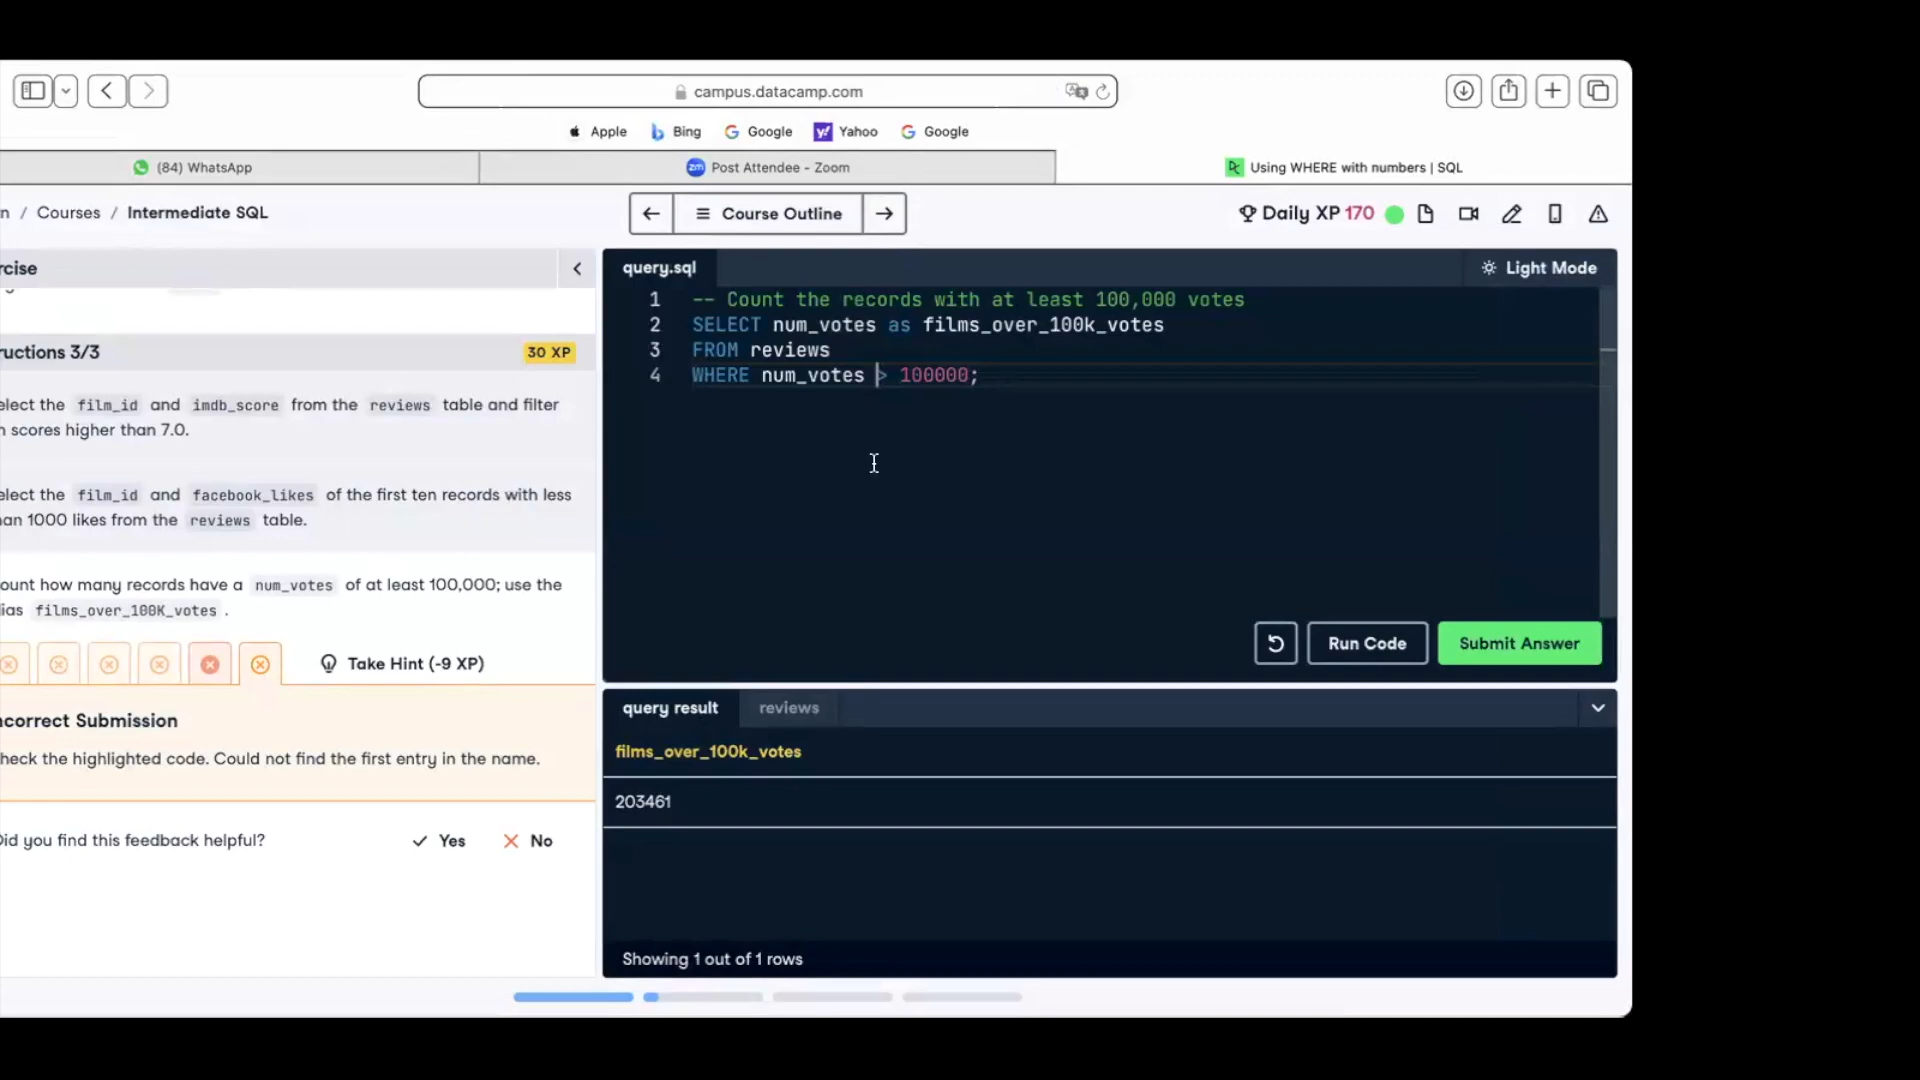 campus.datacamp.com
Apple Bing Google Yahoo Google
(84) WhatsApp
Post Attendee - Zoom
Using WHERE with numbers | SQL
n / Courses / Intermediate SQL
Course Outline
Daily XP 170
rcise
query.sql
Light Mode
1 -- Count the records with at least 100,000 votes
2 SELECT num_votes as films_over_100k_votes
3 FROM reviews
4 WHERE num_votes > 100000;
ructions 3/3
30 XP
elect the film_id and imdb_score from the reviews table and filter
n scores higher than 7.0.
elect the film_id and facebook_likes of the first ten records with less
an 1000 likes from the reviews table.
ount how many records have a num_votes of at least 100,000; use the
ias films_over_100K_votes .
Take Hint (-9 XP)
ncorrect Submission
heck the highlighted code. Could not find the first entry in the name.
Did you find this feedback helpful?
Yes No
Run Code
Submit Answer
query result
reviews
films_over_100k_votes
203461
Showing 1 out of 1 rows